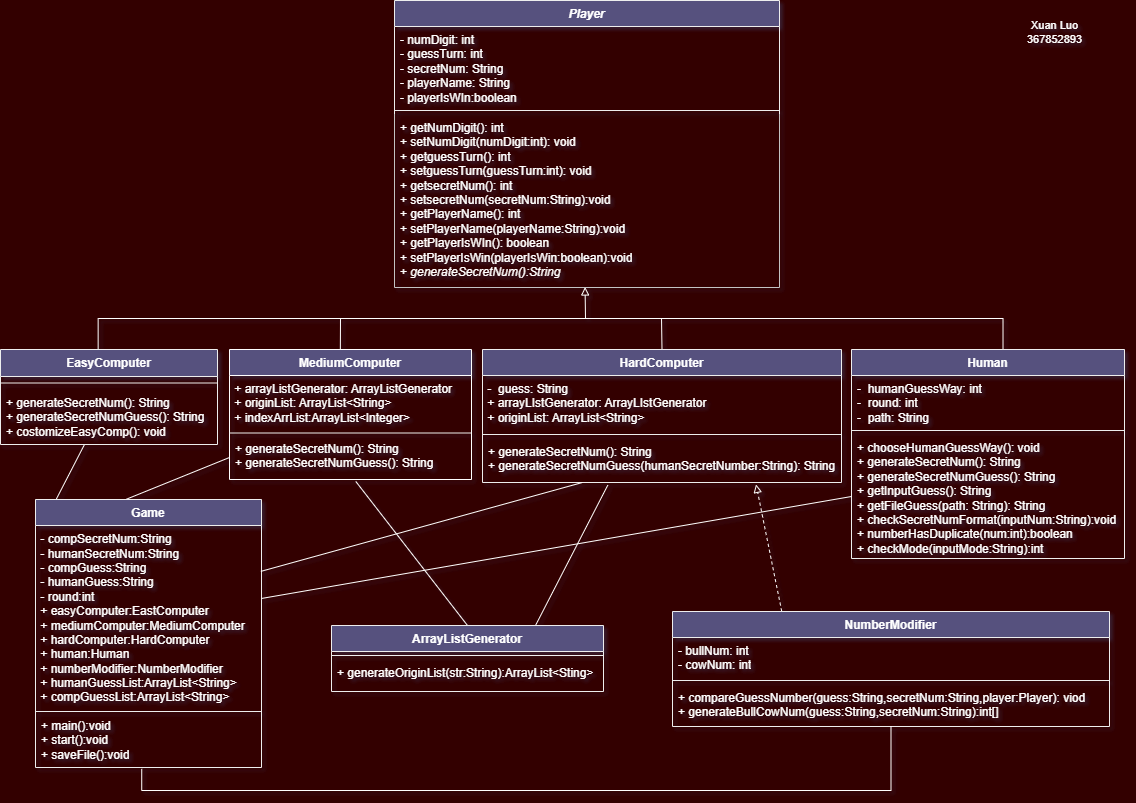 Player
- numDigit: int
- guessTurn: int
- secretNum: String
- playerName: String
- playerIsWIn:boolean
+ getNumDigit(): int
+ setNumDigit(numDigit:int): void
+ getguessTurn(): int
+ setguessTurn(guessTurn:int): void
+ getsecretNum(): int
+ setsecretNum(secretNum:String):void
+ getPlayerName(): int
+ setPlayerName(playerName:String):void
+ getPlayerIsWIn(): boolean
+ setPlayerIsWin(playerIsWin:boolean):void
+ generateSecretNum():String
Xuan Luo
367852893
EasyComputer
+ generateSecretNum(): String
+ generateSecretNumGuess(): String
+ costomizeEasyComp(): void
MediumComputer
+ arrayListGenerator: ArrayListGenerator
+ originList: ArrayList<String>
+ indexArrList:ArrayList<Integer>
+ generateSecretNum(): String
+ generateSecretNumGuess(): String
HardComputer
- guess: String
+ arrayLIstGenerator: ArrayLIstGenerator
+ originList: ArrayList<String>
+ generateSecretNum(): String
+ generateSecretNumGuess(humanSecretNumber:String): String
Human
- humanGuessWay: int
- round: int
- path: String
+ chooseHumanGuessWay(): void
+ generateSecretNum(): String
+ generateSecretNumGuess(): String
+ getInputGuess(): String
+ getFileGuess(path: String): String
+ checkSecretNumFormat(inputNum:String):void
+ numberHasDuplicate(num:int):boolean
+ checkMode(inputMode:String):int
Game
- compSecretNum:String
- humanSecretNum:String
- compGuess:String
- humanGuess:String
- round:int
+ easyComputer:EastComputer
+ mediumComputer:MediumComputer
+ hardComputer:HardComputer
+ human:Human
+ numberModifier:NumberModifier
+ humanGuessList:ArrayList<String>
+ compGuessList:ArrayList<String>
+ main():void
+ start():void
+ saveFile():void
ArrayListGenerator
+ generateOriginList(str:String):ArrayList<Sting>
NumberModifier
- bullNum: int
- cowNum: int
+ compareGuessNumber(guess:String,secretNum:String,player:Player): viod
+ generateBullCowNum(guess:String,secretNum:String):int[]